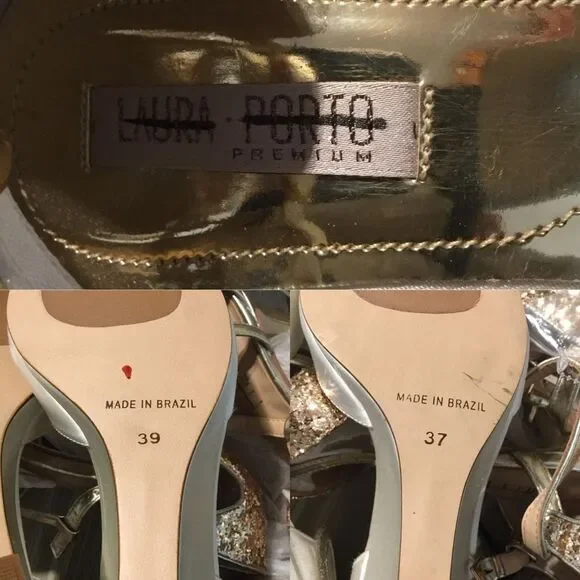 LAURA PORTO
PREMIUM
MADE IN BRAZIL
39
MADE IN BRAZIL
37